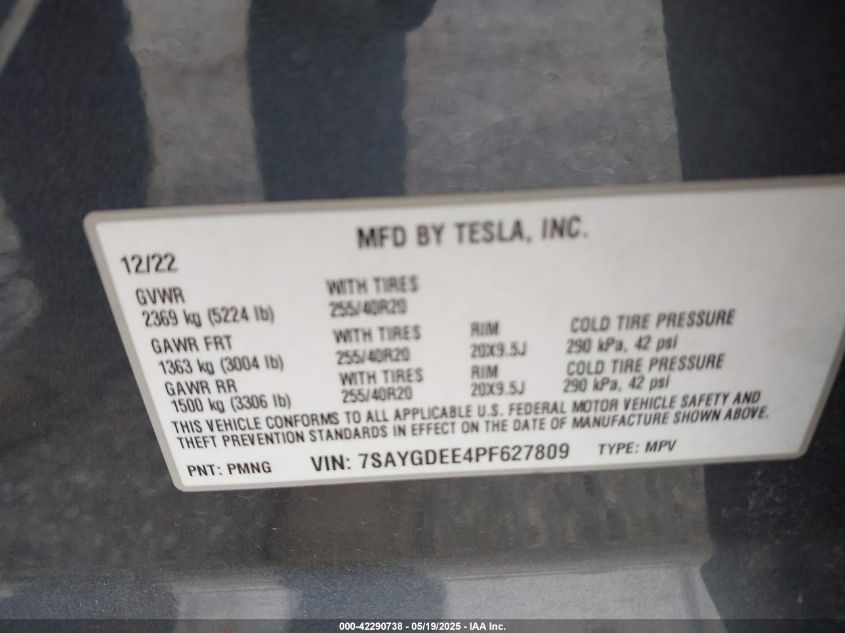 MFD BY TESLA, INC.
12/22
GVWR WITH TIRES
2369 kg (5224 lb) 255/40R20
GAWR FRT WITH TIRES RIM COLD TIRE PRESSURE
1363 kg (3004 lb) 255/40R20 20X9.5J 290 kPa, 42 psi
GAWR RR WITH TIRES RIM COLD TIRE PRESSURE
1500 kg (3306 lb) 255/40R20 20X9.5J 290 kPa, 42 psi
THIS VEHICLE CONFORMS TO ALL APPLICABLE U.S. FEDERAL MOTOR VEHICLE SAFETY AND
THEFT PREVENTION STANDARDS IN EFFECT ON THE DATE OF MANUFACTURE SHOWN ABOVE.
PNT: PMNG VIN: 7SAYGDEE4PF627809 TYPE: MPV
000-42290738 - 05/19/2025 - IAA Inc.